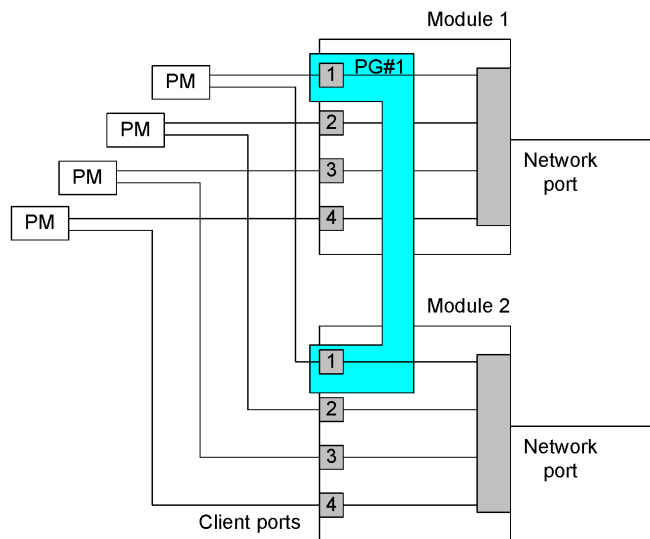 Module 1
PG#1
PM
1
PM
2
PM
3
PM
4
Network
port
Module 2
1
2
3
4
Network
port
Client ports